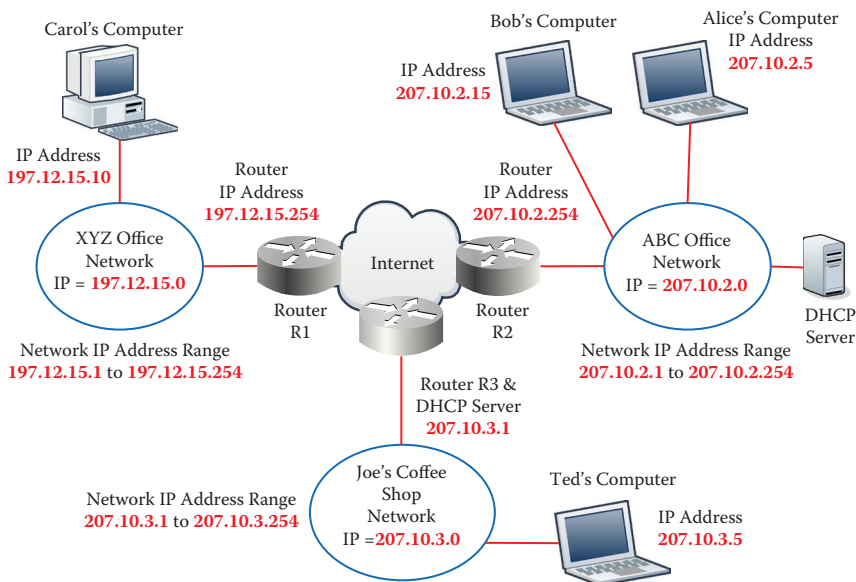 Carol's Computer
IP Address
197.12.15.10
Router
IP Address
197.12.15.254
XYZ Office
Network
IP = 197.12.15.0
Router
R1
Network IP Address Range
197.12.15.1 to 197.12.15.254
Internet
Bob's Computer
IP Address
207.10.2.15
Alice's Computer
IP Address
207.10.2.5
Router
IP Address
207.10.2.254
Router
R2
ABC Office
Network
IP = 207.10.2.0
DHCP
Server
Network IP Address Range
207.10.2.1 to 207.10.2.254
Router R3 &
DHCP Server
207.10.3.1
Joe's Coffee
Shop
Network
IP =207.10.3.0
Network IP Address Range
207.10.3.1 to 207.10.3.254
Ted's Computer
IP Address
207.10.3.5